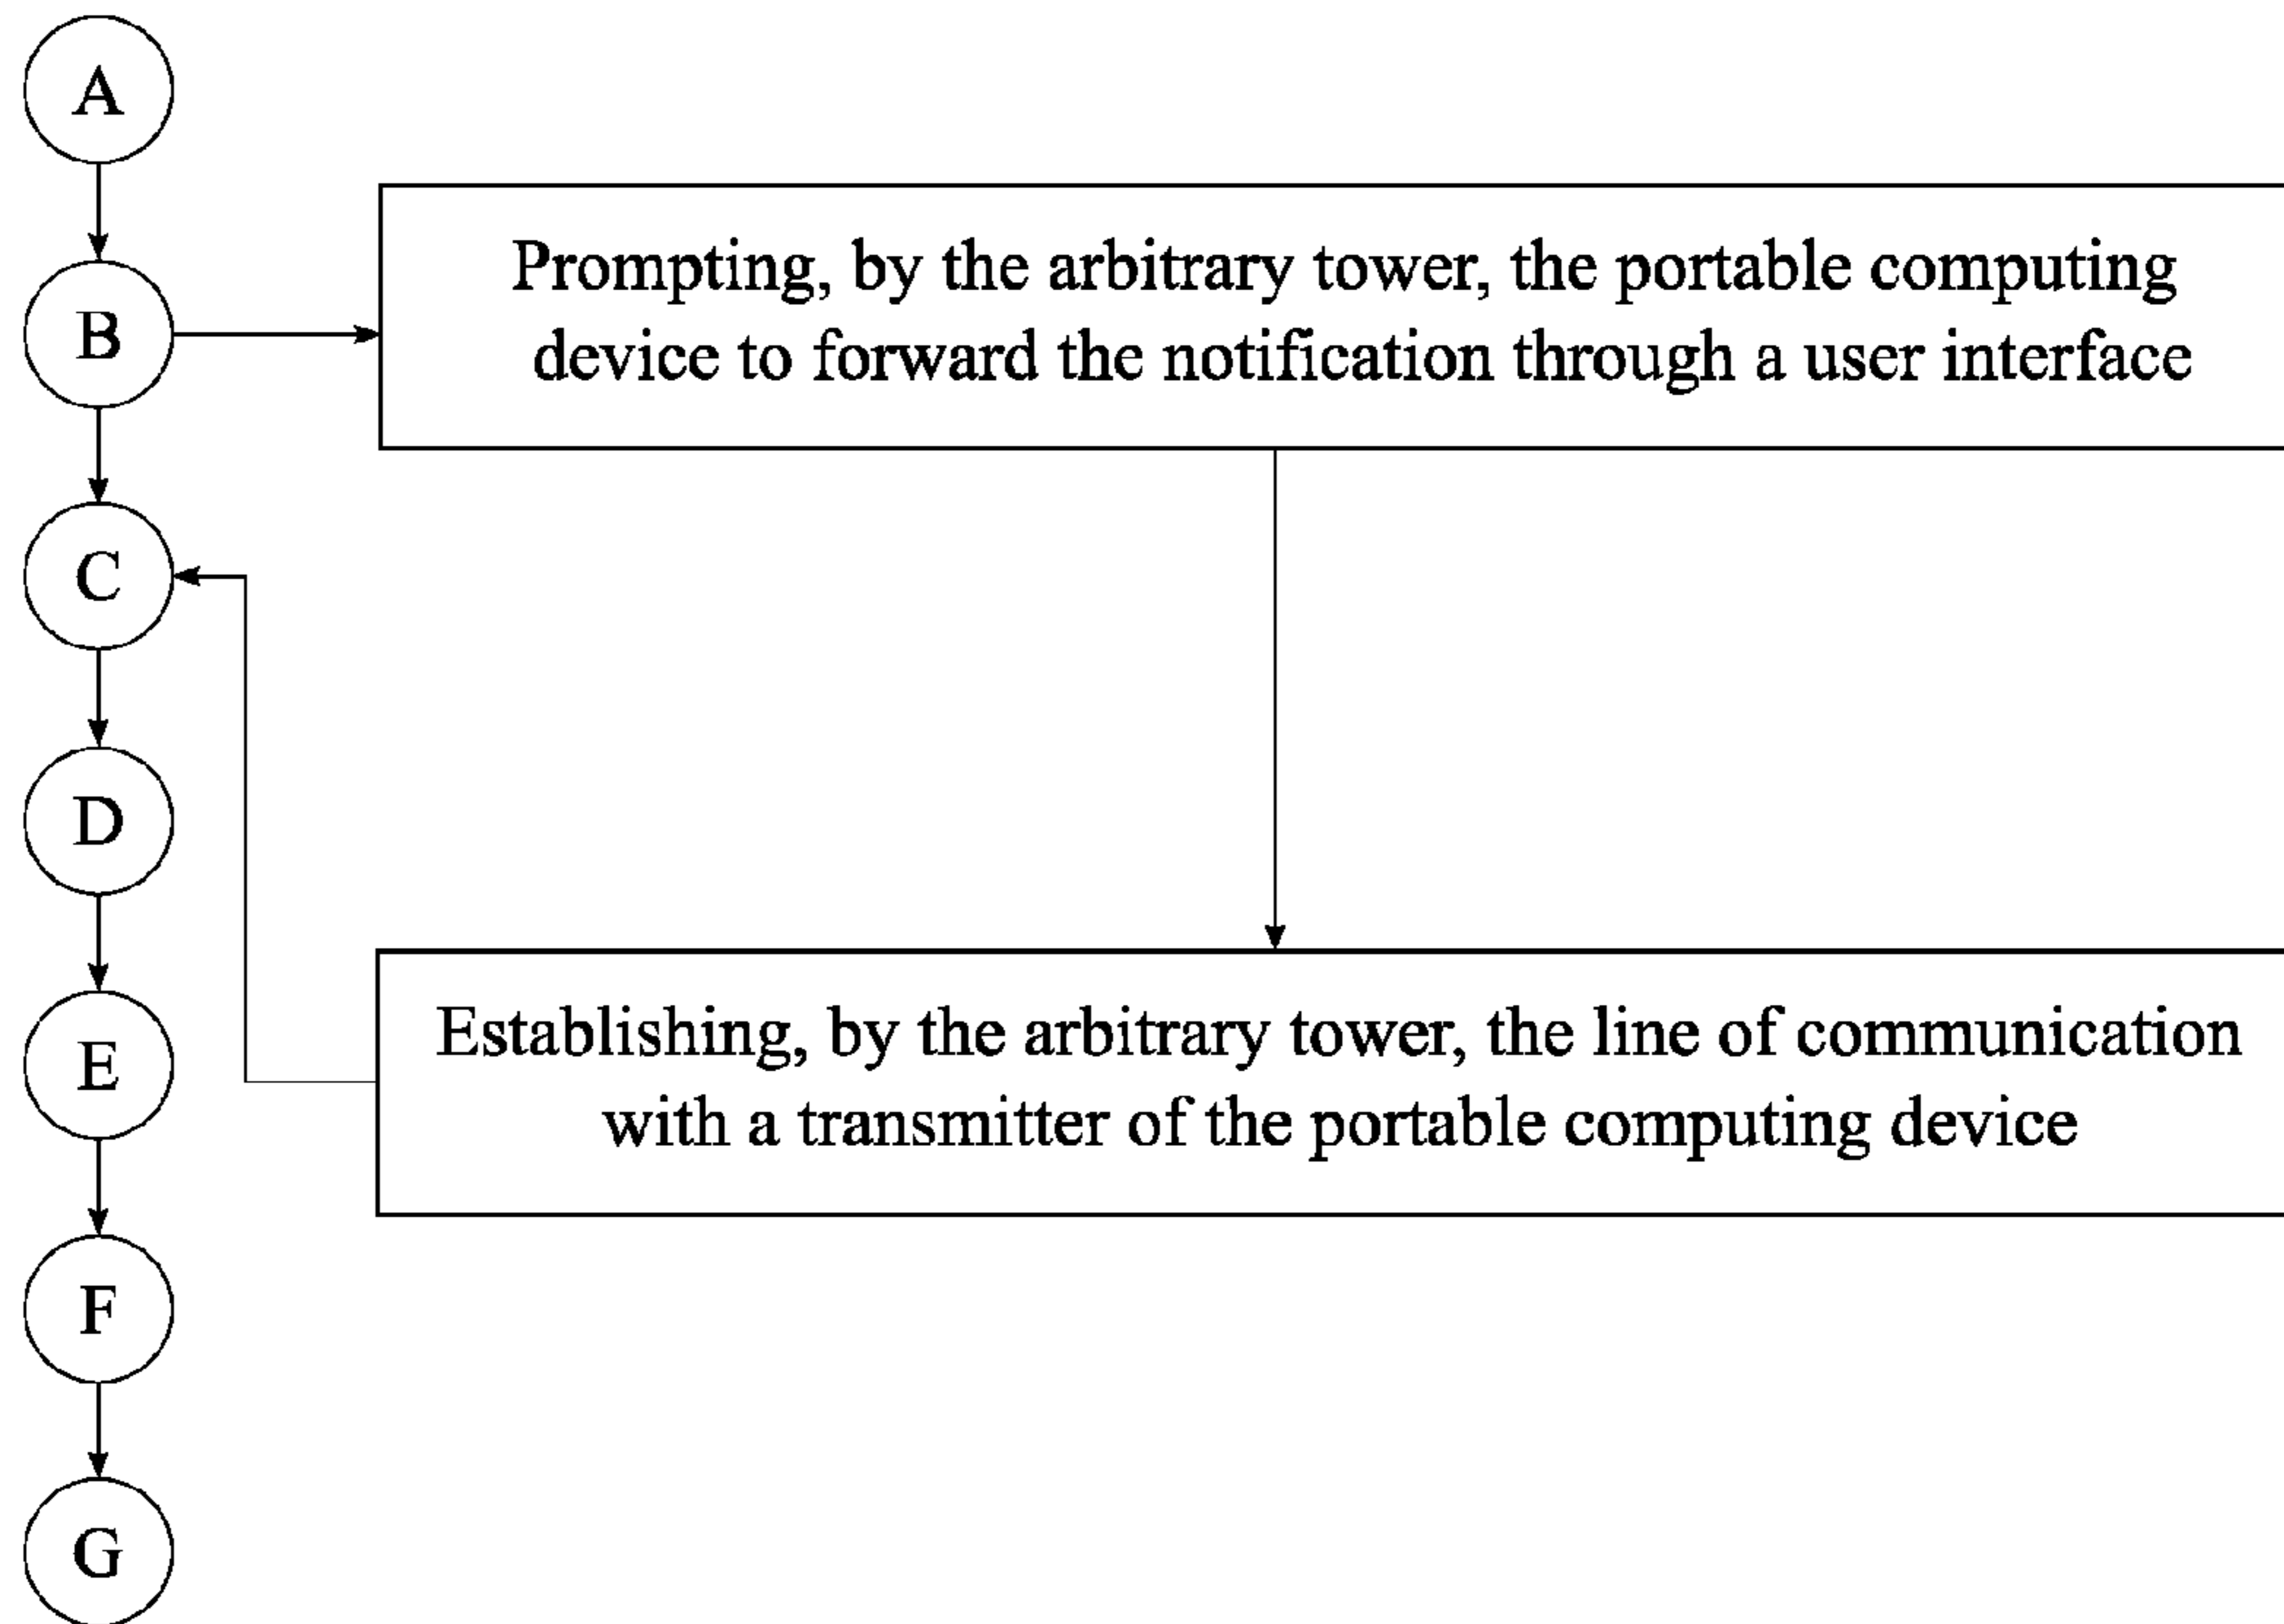 A
B
Prompting, by the arbitrary tower, the portable computing
device to forward the notification through a user interface
C
D
E
Establishing, by the arbitrary tower, the line of communication
with a transmitter of the portable computing device
F
G